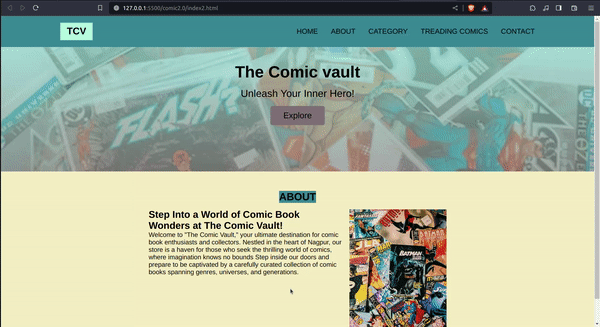 127.0.0.1:5500/comic2.0/index2.html
TCV
HOME ABOUT CATEGORY TREADING COMICS CONTACT
The Comic vault
Unleash Your Inner Hero!
Explore
FLASH?
ABOUT
Step Into a World of Comic Book
Wonders at The Comic Vault!
Welcome to "The Comic Vault," your ultimate destination for comic
book enthusiasts and collectors. Nestled in the heart of Nagpur, our
store is a haven for those who seek the thrilling world of comics,
where imagination knows no bounds Step inside our doors and
prepare to be captivated by a carefully curated collection of comic
books spanning genres, universes, and generations.
BATMAN